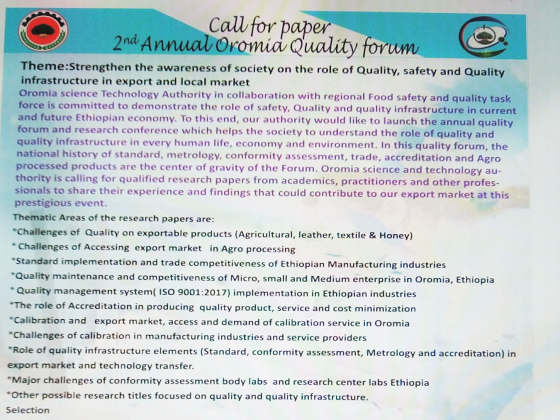 Call for paper
2nd Annual Oromia Quality forum
Theme:Strengthen the awareness of society on the role of Quality, safety and Quality
infrastructure in export and local market
Oromia science Technology Authority in collaboration with regional Food safety and quality task
force is committed to demonstrate the role of safety, Quality and quality infrastructure in current
and future Ethiopian economy. To this end, our authority would like to launch the annual quality
forum and research conference which helps the society to understand the role of quality and
quality infrastructure in every human life, economy and environment. In this quality forum, the
national history of standard, metrology, conformity assessment, trade, accreditation and Agro
processed products are the center of gravity of the Forum. Oromia science and technology au-
thority is calling for qualified research papers from academics, practitioners and other profes-
sionals to share their experience and findings that could contribute to our export market at this
prestigious event.
Thematic Areas of the research papers are:
*Challenges of Quality on exportable products (Agricultural, leather, textile & Honey)
* Challenges of Accessing export market in Agro processing
*Standard implementation and trade competitiveness of Ethiopian Manufacturing industries
*Quality maintenance and competitiveness of Micro, small and Medium enterprise in Oromia, Ethiopia
* Quality management system( ISO 9001:2017) implementation in Ethiopian industries
*The role of Accreditation in producing quality product, service and cost minimization
*Calibration and export market, access and demand of calibration service in Oromia
*Challenges of calibration in manufacturing industries and service providers
*Role of quality infrastructure elements (Standard, conformity assessment, Metrology and accreditation) in
export market and technology transfer.
*Major challenges of conformity assessment body labs and research center labs Ethiopia
*Other possible research titles focused on quality and quality infrastructure.
Selection